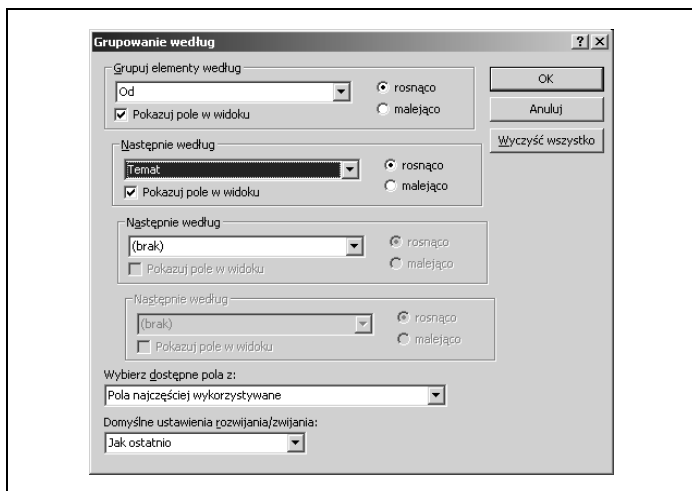 Grupowanie według
Grupuj elementy według
Od
rosnąco
malejąco
Pokazuj pole w widoku
OK
Anuluj
Wyczyść wszystko
Następnie według
Temat
rosnąco
malejąco
Pokazuj pole w widoku
Następnie według
(brak)
rosnąco
malejąco
Pokazuj pole w widoku
Następnie według
(brak)
rosnąco
malejąco
Pokazuj pole w widoku
Wybierz dostępne pola z:
Pola najczęściej wykorzystywane
Domyślne ustawienia rozwijania/zwijania:
Jak ostatnio